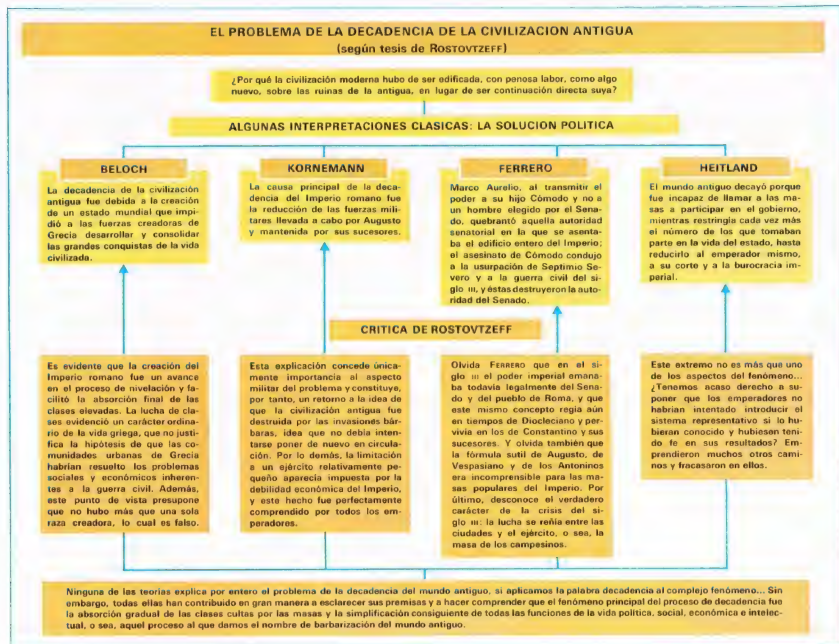 EL PROBLEMA DE LA DECADENCIA DE LA CIVILIZACION ANTIGUA
(según tesis de ROSTOVTZEFF)
¿Por qué la civilización moderna hubo de ser edificada, con penosa labor, como algo
nuevo, sobre las ruinas de la antigua, en lugar de ser continuación directa suya?
ALGUNAS INTERPRETACIONES CLASICAS: LA SOLUCION POLITICA
BELOCH
La decadencia de la civilización
antigua fue debida a la creación
de un estado mundial que impi-
dió a las fuerzas creadoras de
Grecia desarrollar y consolidar
las grandes conquistas de la vida
civilizada.
KORNEMANN
La causa principal de la deca-
dencia del Imperio romano fue
la reducción de las fuerzas mili-
tares llevada a cabo por Augusto
y mantenida por sus sucesores.
FERRERO
Marco Aurelio, al transmitir el
poder a su hijo Cómodo y no a
un hombre elegido por el Sena-
do, quebrantó aquella autoridad
senatorial en la que se asenta-
ba el edificio entero del Imperio;
el asesinato de Cómodo condujo
a la usurpación de Septimio Se-
vero y a la guerra civil del si-
glo III, y éstas destruyeron la auto-
ridad del Senado.
HEITLAND
El mundo antiguo decayó porque
fue incapaz de llamar a las ma-
sas a participar en el gobierno,
mientras restringía cada vez más
el número de los que tomaban
parte en la vida del estado, hasta
reducirlo al emperador mismo,
a su corte y a la burocracia im-
perial.
CRITICA DE ROSTOVTZEFF
Es evidente que la creación del
Imperio romano fue un avance
en el proceso de nivelación y fa-
cilitó la absorción final de las
clases elevadas. La lucha de cla-
ses evidenció un carácter ordina-
rio de la vida griega, que no justi-
fica la hipótesis de que las co-
munidades urbanas de Grecia
habrían resuelto los problemas
sociales y económicos inheren-
tes a la guerra civil. Además,
este punto de vista presupone
que no hubo más que una sola
raza creadora, lo cual es falso.
Esta explicación concede única-
mente importancia al aspecto
militar del problema y constituye,
por tanto, un retorno a la idea de
que la civilización antigua fue
destruida por las invasiones bár-
baras, idea que no debía inten-
tarse poner de nuevo en circula-
ción. Por lo demás, la limitación
a un ejército relativamente pe-
queño aparecía impuesta por la
debilidad económica del Imperio,
y este hecho fue perfectamente
comprendido por todos los em-
peradores.
Olvida FERRERO que en el si-
glo III el poder imperial emana-
ba todavía legalmente del Sena-
do y del pueblo de Roma, y que
este mismo concepto regía aún
en tiempos de Diocleciano y per-
vivía en los de Constantino y sus
sucesores. Y olvida también que
la fórmula sutil de Augusto, de
Vespasiano y de los Antoninos
era incomprensible para las ma-
sas populares del Imperio. Por
último, desconoce el verdadero
carácter de la crisis del si-
glo III: la lucha se reñía entre las
ciudades y el ejército, o sea, la
masa de los campesinos.
Este extremo no es más que uno
de los aspectos del fenómeno...
¿Tenemos acaso derecho a su-
poner que los emperadores no
habrían intentado introducir el
sistema representativo si lo hu-
bieran conocido y hubiesen teni-
do fe en sus resultados? Em-
prendieron muchos otros cami-
nos y fracasaron en ellos.
Ninguna de las teorías explica por entero el problema de la decadencia del mundo antiguo, si aplicamos la palabra decadencia al complejo fenómeno... Sin
embargo, todas ellas han contribuido en gran manera a esclarecer sus premisas y a hacer comprender que el fenómeno principal del proceso de decadencia fue
la absorción gradual de las clases cultas por las masas y la simplificación consiguiente de todas las funciones de la vida política, social, económica e intelec-
tual, o sea, aquel proceso al que damos el nombre de barbarización del mundo antiguo.